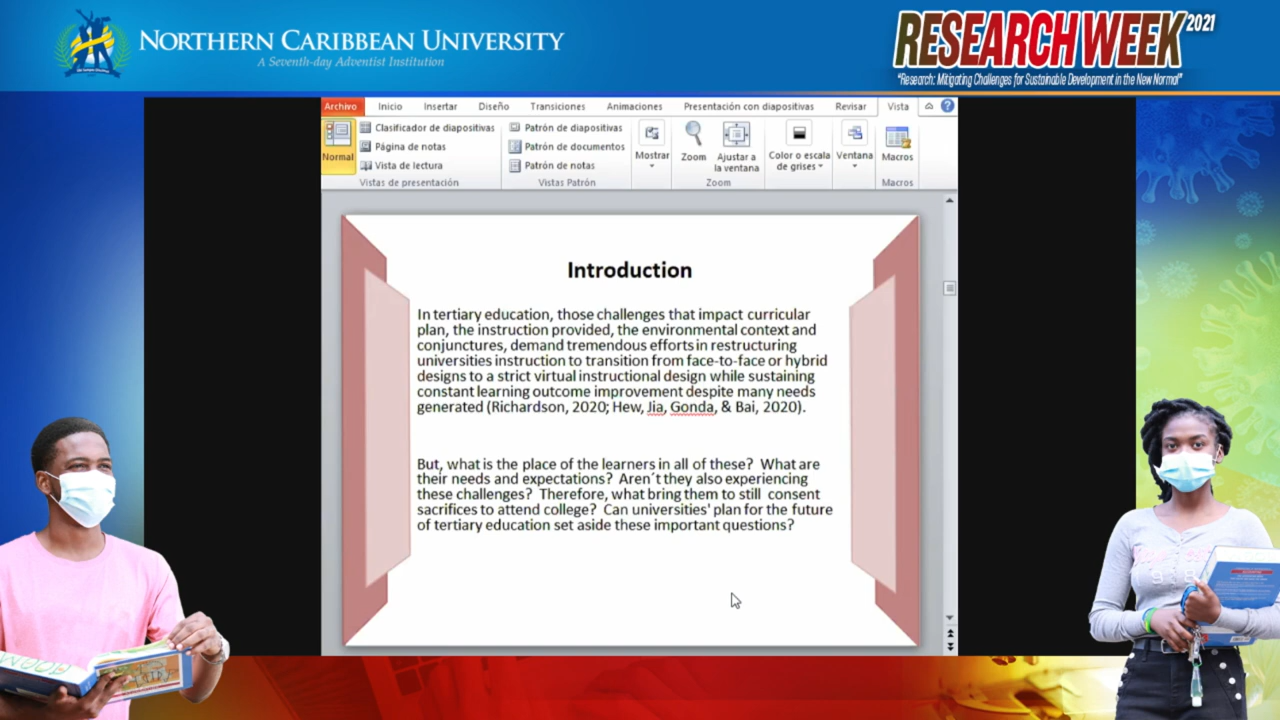 NORTHERN CARIBBEAN UNIVERSITY
A Seventh-day Adventist Institution
RESEARCH WEEK 2021
"Research: Mitigating Challenges for Sustainable Development in the New Normal"
Archivo Inicio Insertar Diseño Transiciones Animaciones Presentación con diapositivas Revisar Vista
Normal
Clasificador de diapositivas
Página de notas
Vista de lectura
Vistas de presentación
Patrón de diapositivas
Patrón de documentos
Patrón de notas
Vistas Patrón
Mostrar
Zoom
Ajustar a
la ventana
Zoom
Color o escala
de grises
Ventana
Macros
Macros
Introduction
In tertiary education, those challenges that impact curricular
plan, the instruction provided, the environmental context and
conjunctures, demand tremendous efforts in restructuring
universities instruction to transition from face-to-face or hybrid
designs to a strict virtual instructional design while sustaining
constant learning outcome improvement despite many needs
generated (Richardson, 2020; Hew, Jia, Gonda, & Bai, 2020).
But, what is the place of the learners in all of these? What are
their needs and expectations? Aren´t they also experiencing
these challenges? Therefore, what bring them to still consent
sacrifices to attend college? Can universities' plan for the future
of tertiary education set aside these important questions?